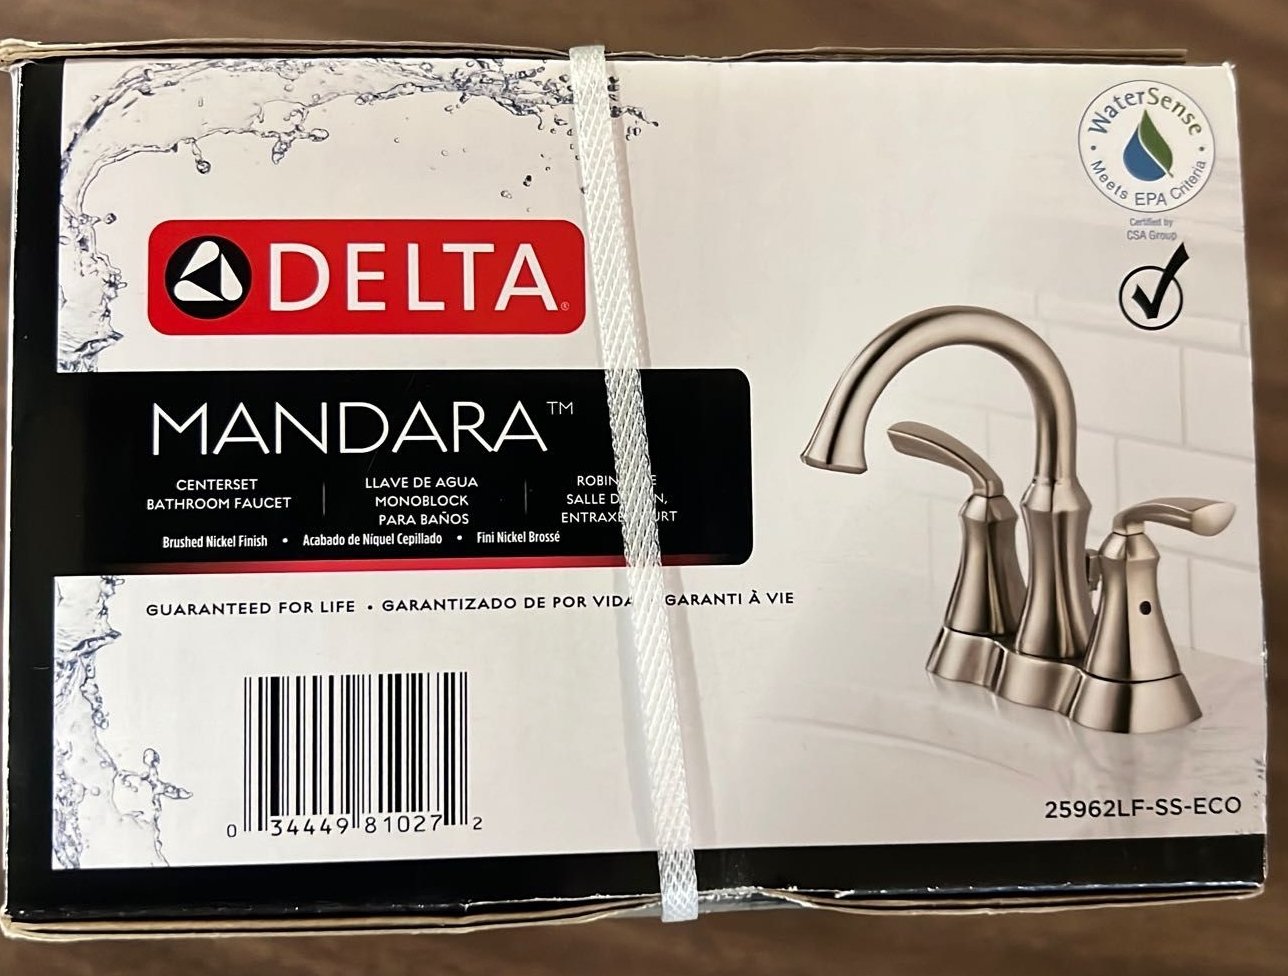 WaterSense
Meets EPA Criteria
Certified by
CSA Group
DELTA®
MANDARA™
CENTERSET
BATHROOM FAUCET
LLAVE DE AGUA
MONOBLOCK
PARA BAÑOS
SALLE
Brushed Nickel Finish • Acabado de Níquel Cepillado • Fini Nickel Brossé
GUARANTEED FOR LIFE • GARANTIZADO DE POR VIDA GARANTI À VIE
0 34449 81027 2
25962LF-SS-ECO